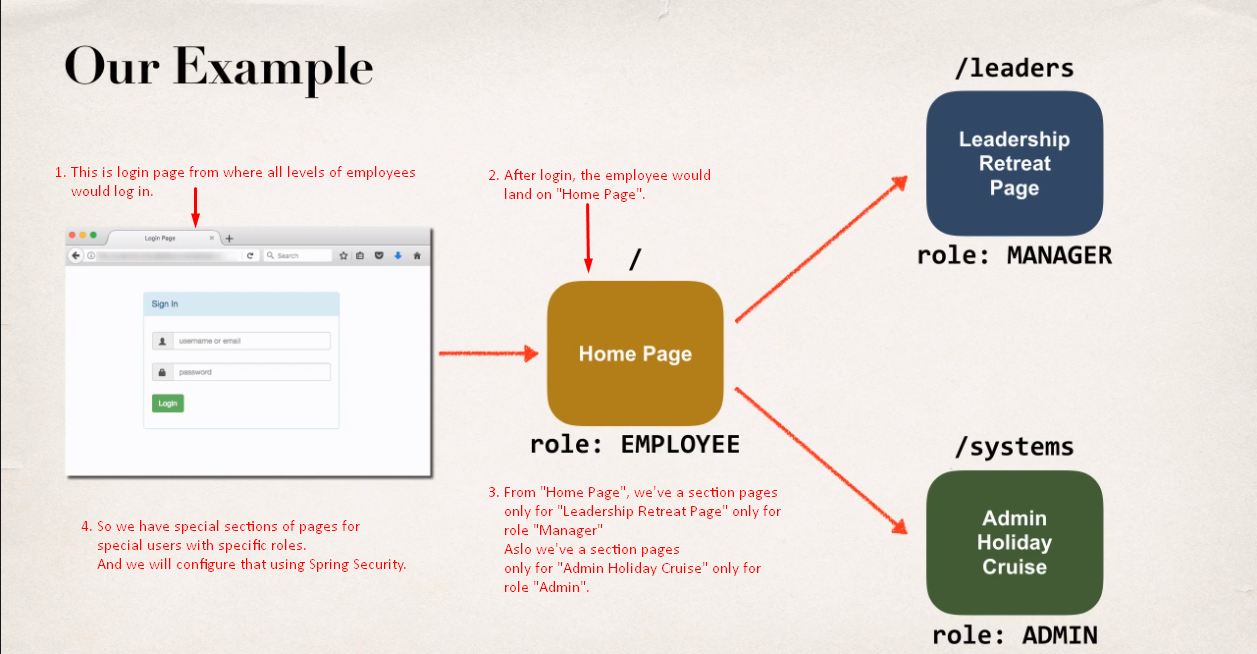 Our Example
1. This is login page from where all levels of employees
would log in.
Login Page
Search
Sign In
username or email
password
Login
4. So we have special sections of pages for
special users with specific roles.
And we will configure that using Spring Security.
2. After login, the employee would
land on "Home Page".
/
Home Page
role: EMPLOYEE
3. From "Home Page", we've a section pages
only for "Leadership Retreat Page" only for
role "Manager"
Aslo we've a section pages
only for "Admin Holiday Cruise" only for
role "Admin".
/leaders
Leadership
Retreat
Page
role: MANAGER
/systems
Admin
Holiday
Cruise
role: ADMIN